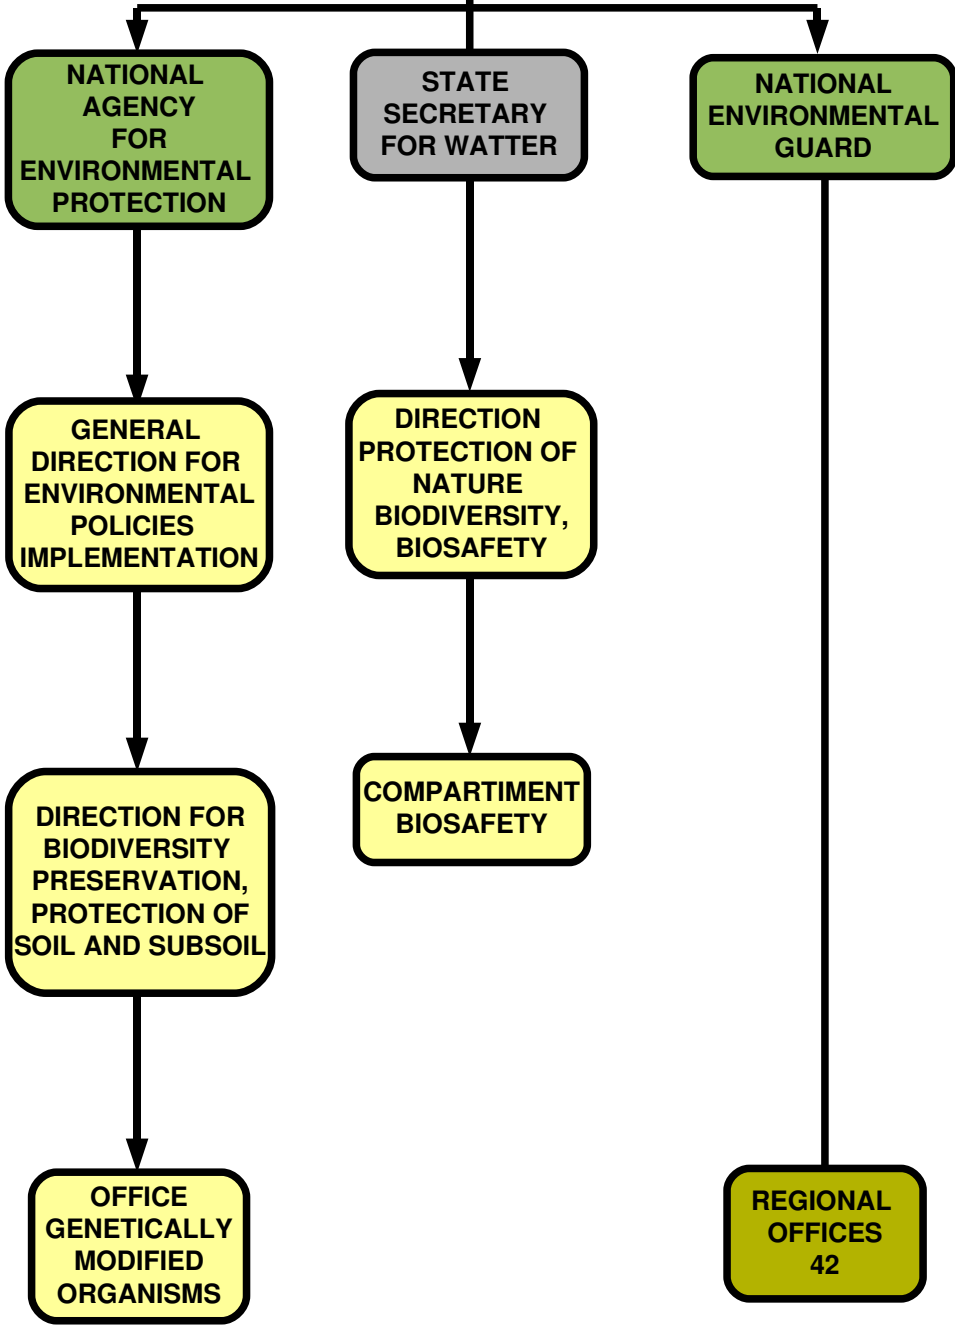 NATIONAL
AGENCY
FOR
ENVIRONMENTAL
PROTECTION
STATE
SECRETARY
FOR WATTER
NATIONAL
ENVIRONMENTAL
GUARD
GENERAL
DIRECTION FOR
ENVIRONMENTAL
POLICIES
IMPLEMENTATION
DIRECTION
PROTECTION OF
NATURE
BIODIVERSITY,
BIOSAFETY
DIRECTION FOR
BIODIVERSITY
PRESERVATION,
PROTECTION OF
SOIL AND SUBSOIL
COMPARTIMENT
BIOSAFETY
OFFICE
GENETICALLY
MODIFIED
ORGANISMS
REGIONAL
OFFICES
42